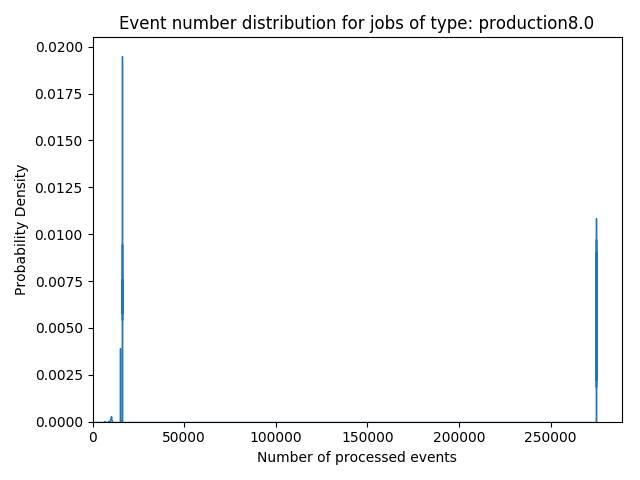 Event number distribution for jobs of type: production8.0
0.0200
0.0175
0.0150
0.0125
0.0100
0.0075
0.0050
0.0025
0.0000
Probability Density
0 50000 100000 150000 200000 250000
Number of processed events